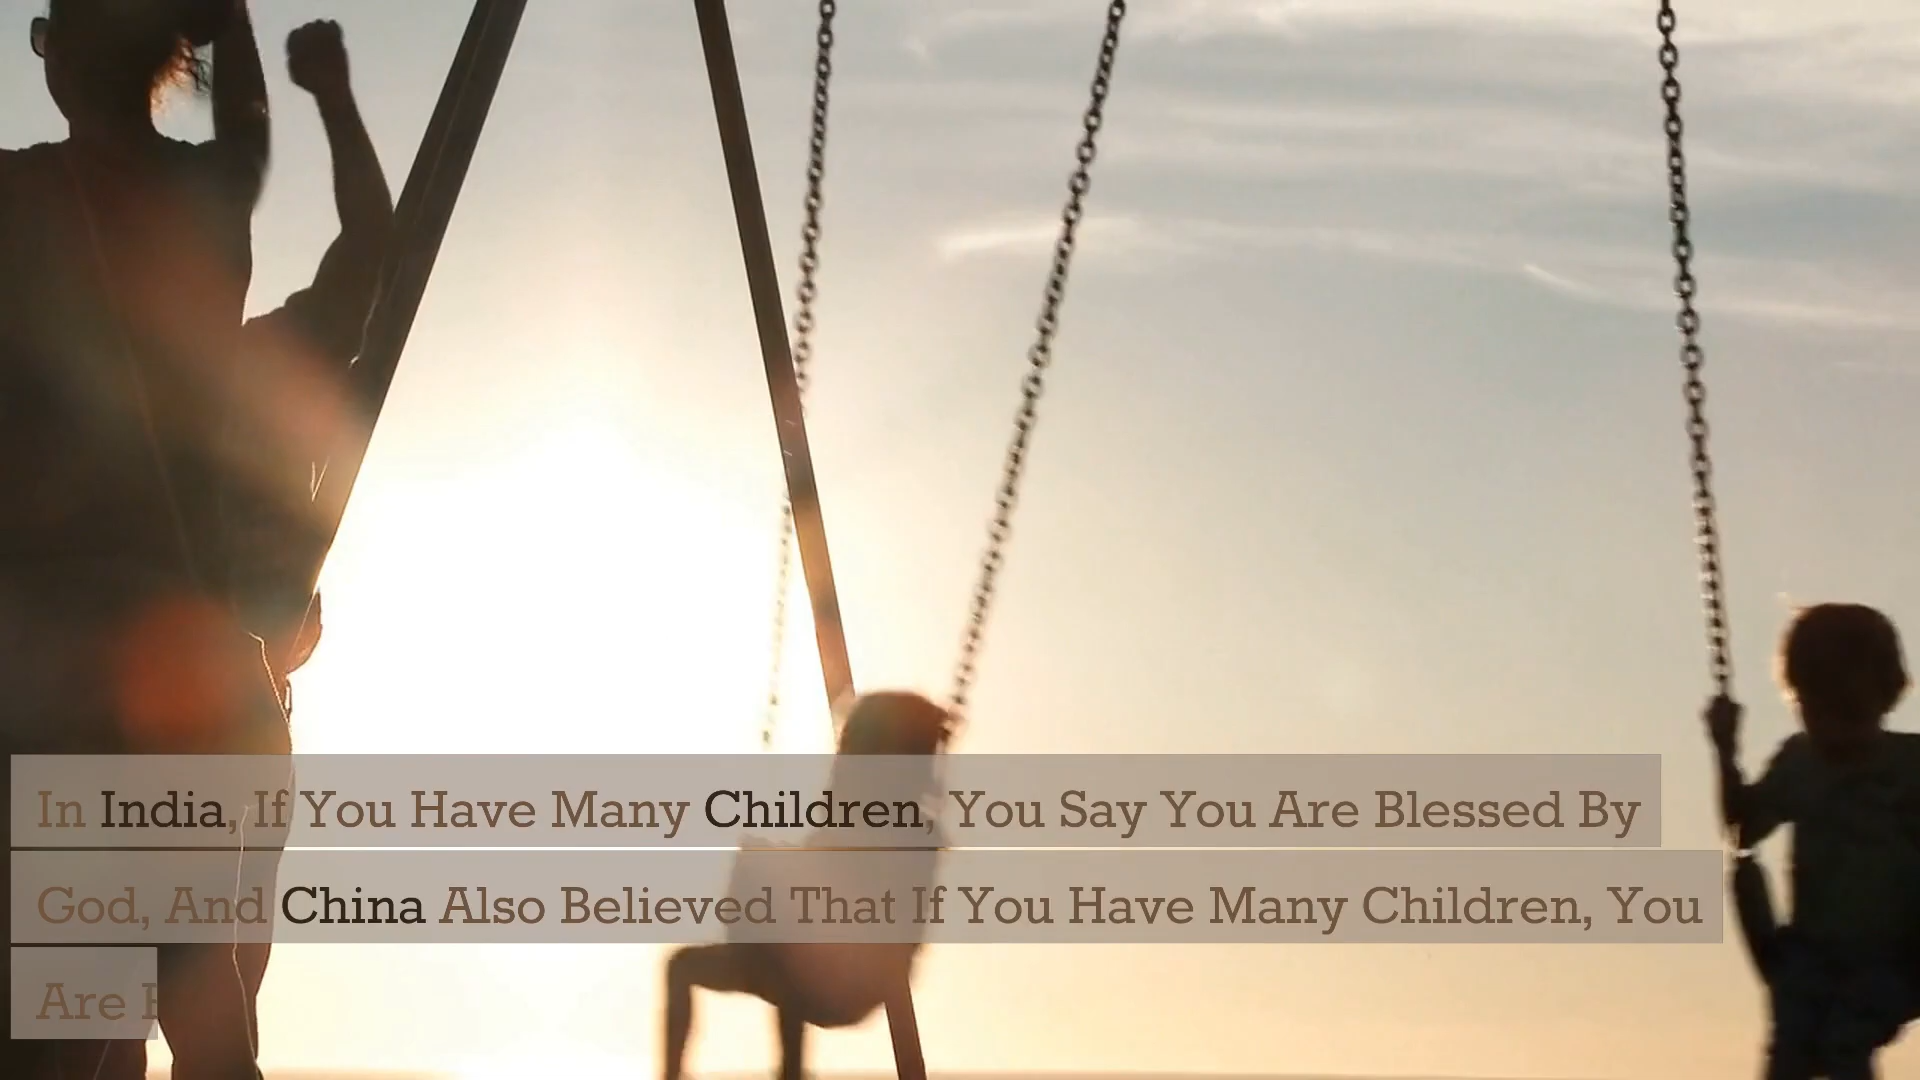 In India, If You Have Many Children, You Say You Are Blessed By
God, And China Also Believed That If You Have Many Children, You
Are